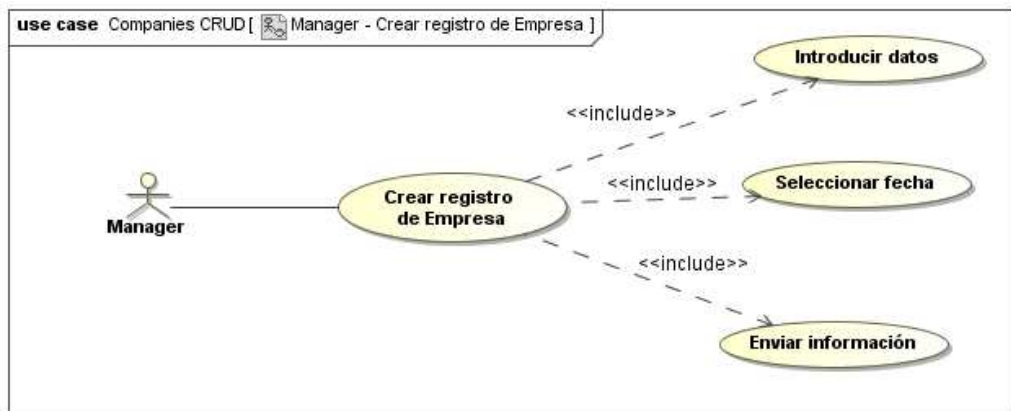 use case Companies CRUD [ Manager - Crear registro de Empresa ]
Introducir datos
<<include>>
<<include>>
Seleccionar fecha
Crear registro
de Empresa
Manager
<<include>>
Enviar información